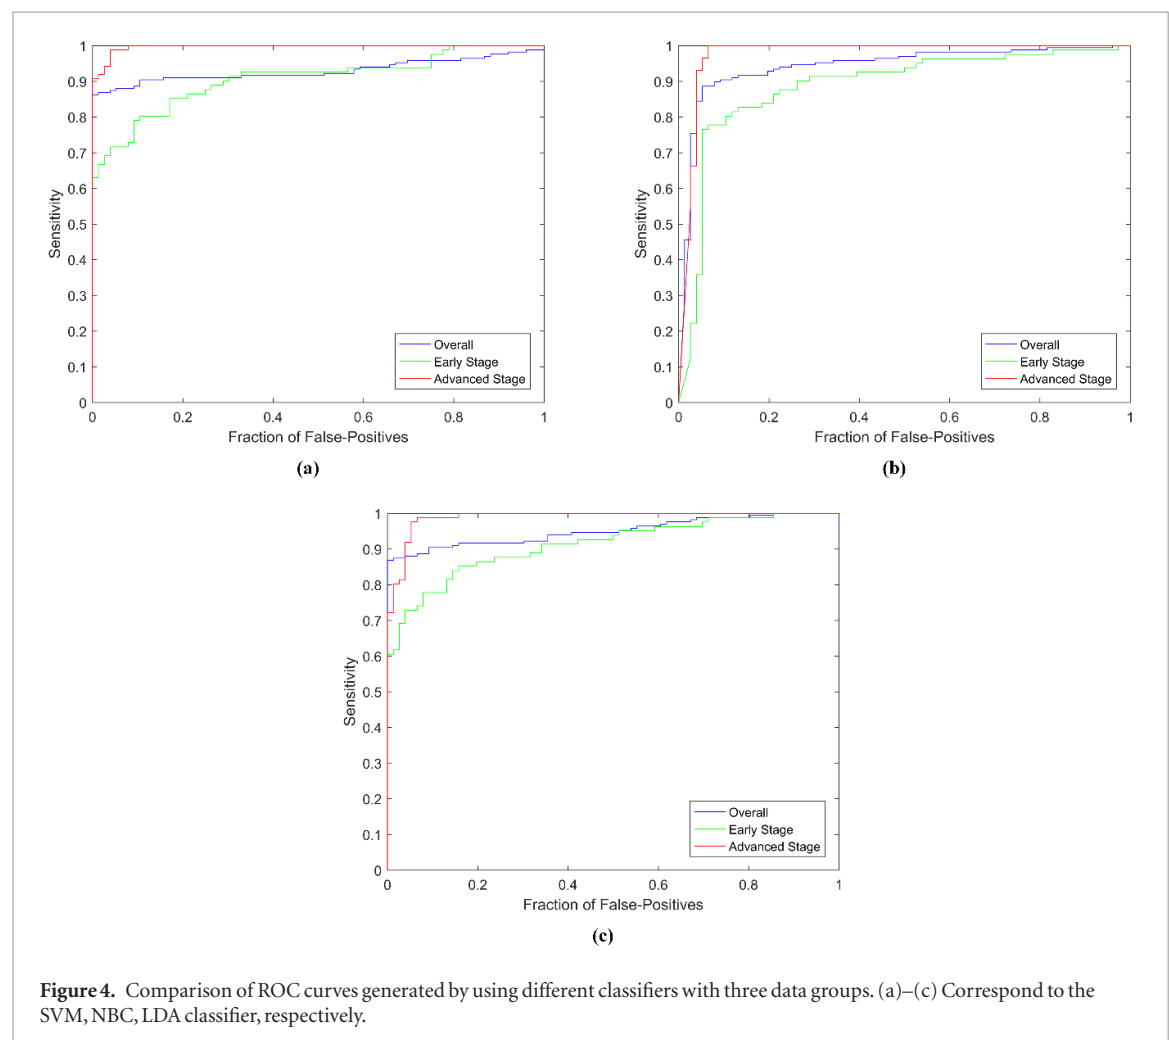 1
0.9
0.8
0.7
0.6
0.5
0.4
0.3
0.2
0.1
0
Sensitivity
0 0.2 0.4 0.6 0.8 1
Fraction of False-Positives
Overall
Early Stage
Advanced Stage
(a)
1
0.9
0.8
0.7
0.6
0.5
0.4
0.3
0.2
0.1
0
Sensitivity
0 0.2 0.4 0.6 0.8 1
Fraction of False-Positives
Overall
Early Stage
Advanced Stage
(b)
1
0.9
0.8
0.7
0.6
0.5
0.4
0.3
0.2
0.1
0
Sensitivity
0 0.2 0.4 0.6 0.8 1
Fraction of False-Positives
Overall
Early Stage
Advanced Stage
(c)
Figure 4. Comparison of ROC curves generated by using different classifiers with three data groups. (a)–(c) Correspond to the
SVM, NBC, LDA classifier, respectively.